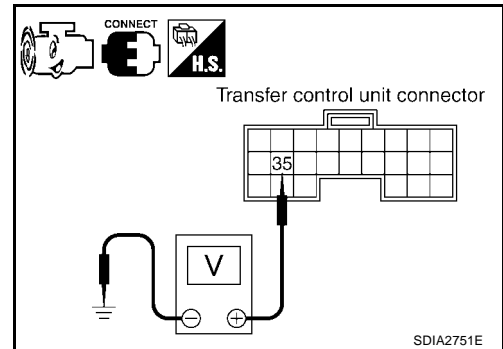 CONNECT
H.S.
Transfer control unit connector
35
V
− +
SDIA2751E